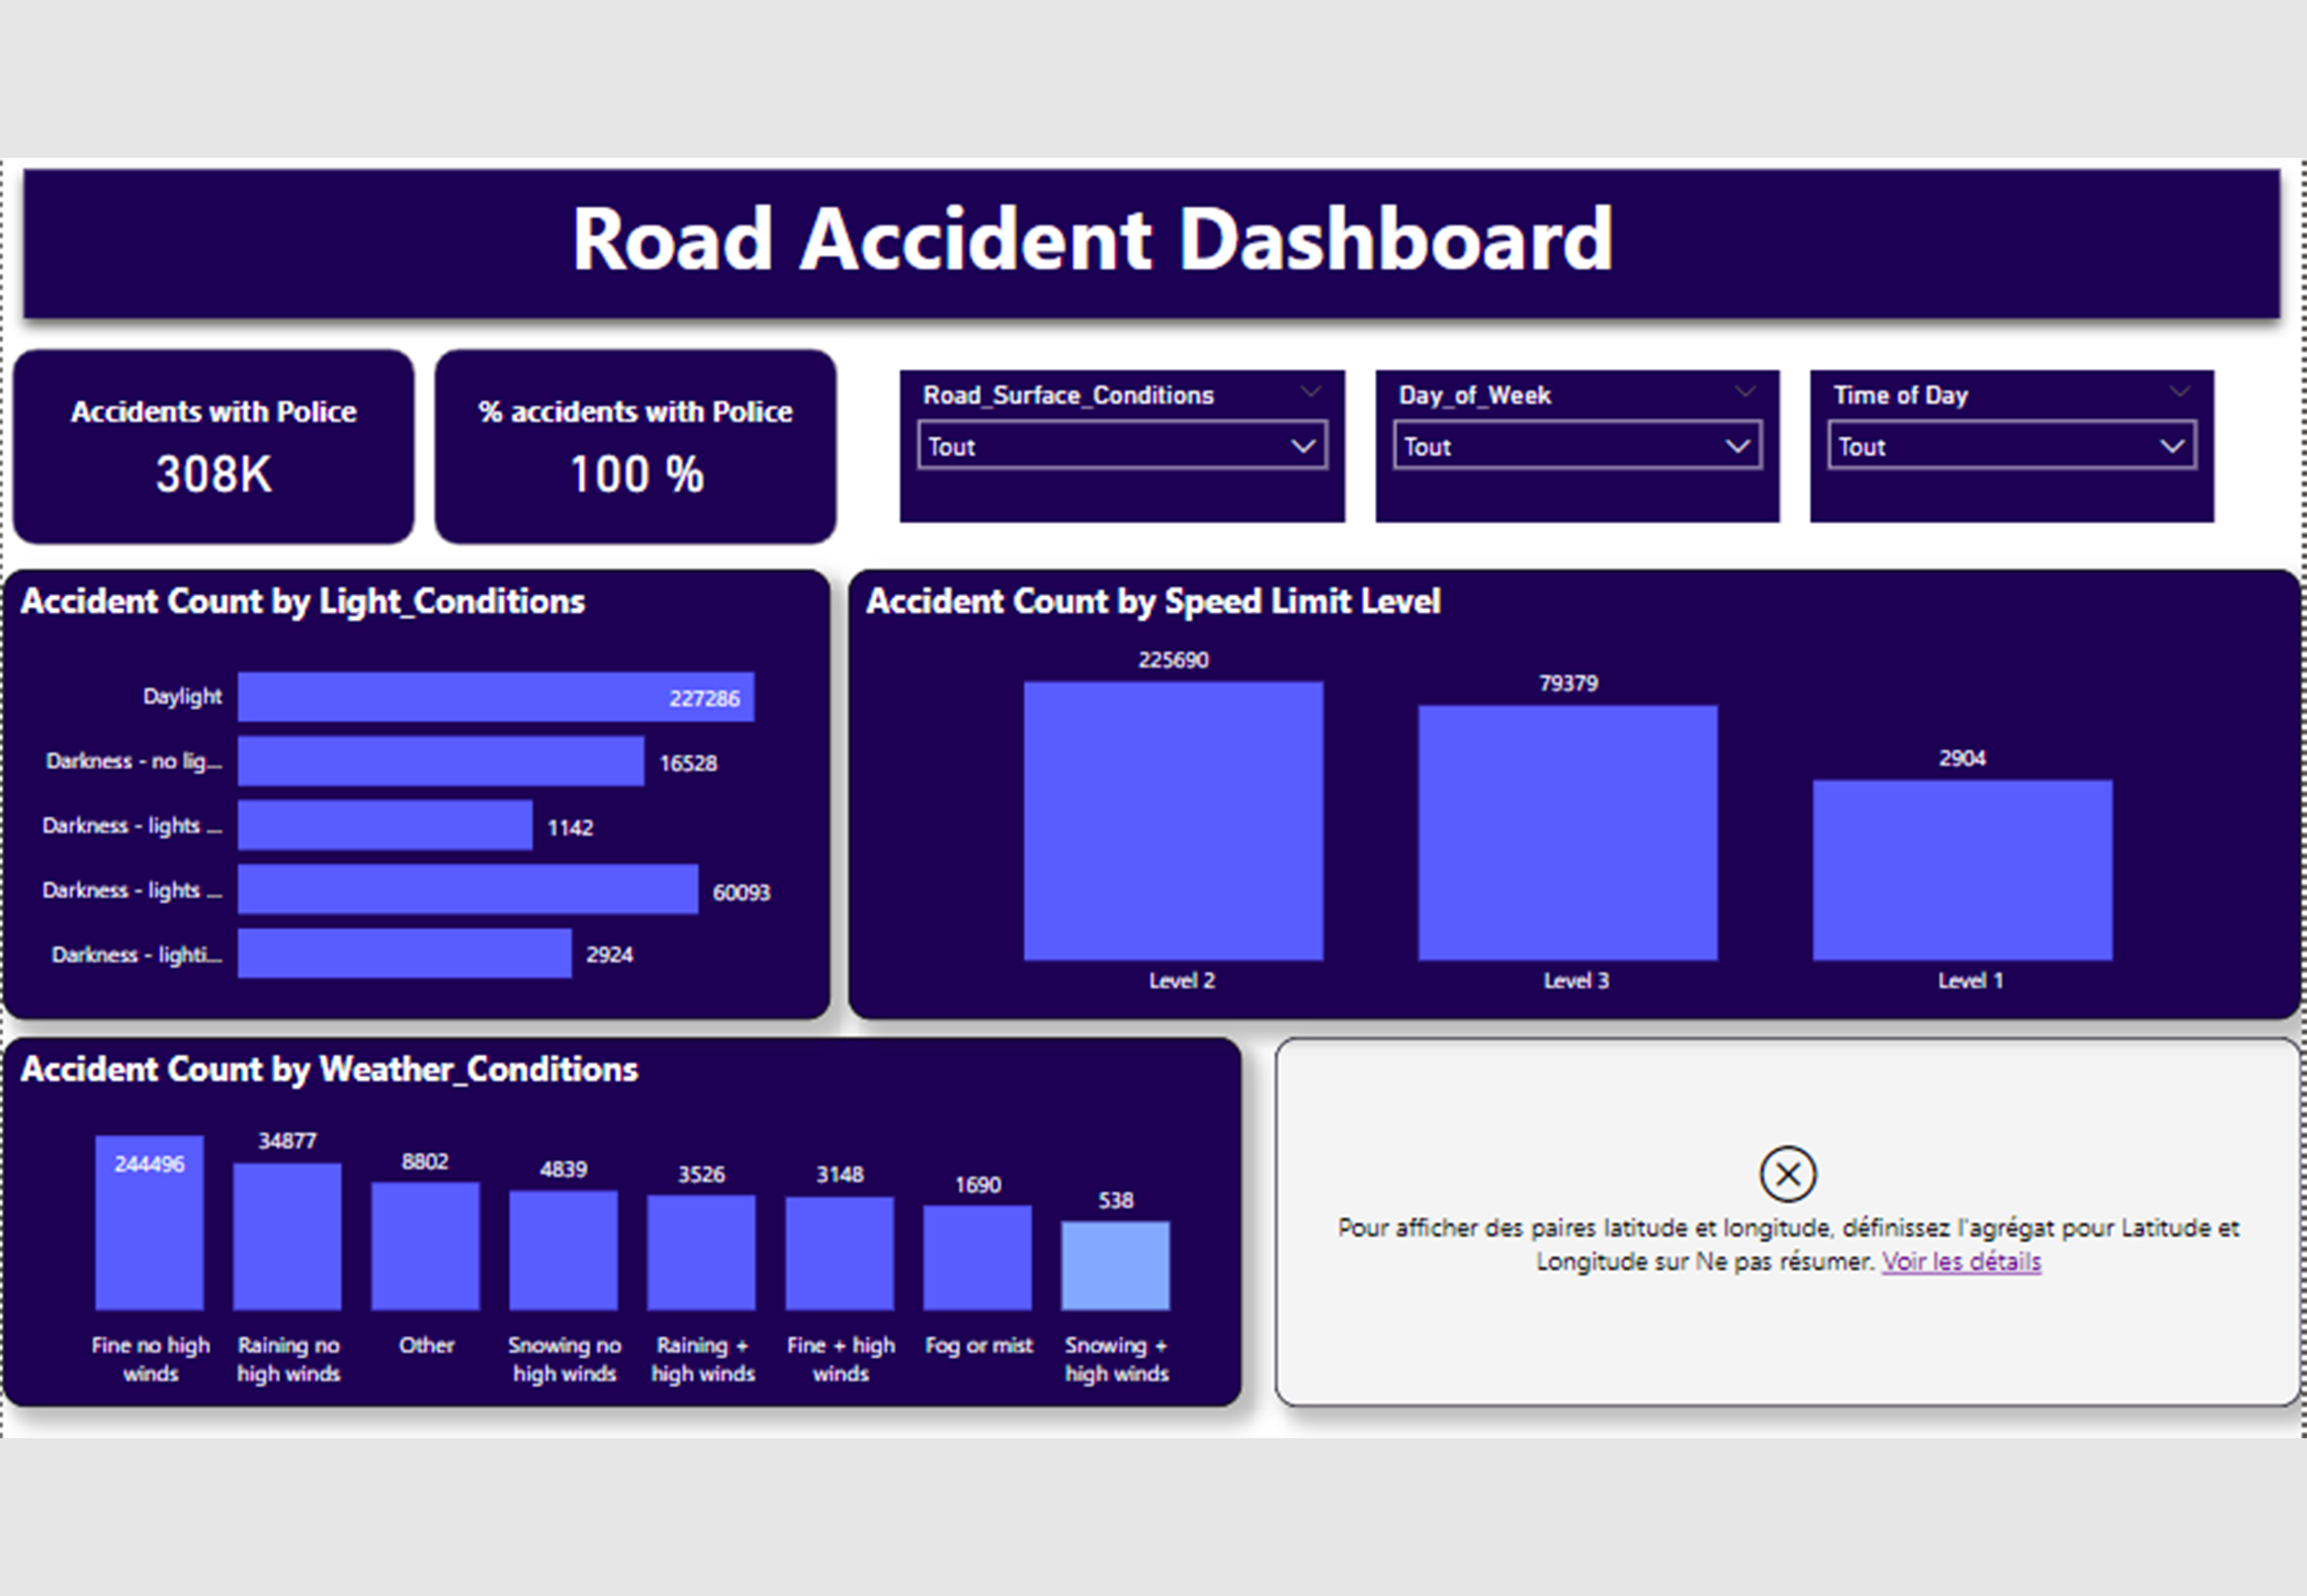 Road Accident Dashboard
Accidents with Police
308K
% accidents with Police
100 %
Road_Surface_Conditions
Tout
Day_of_Week
Tout
Time of Day
Tout
Accident Count by Light_Conditions
Daylight
227286
Darkness - no lig...
16528
Darkness - lights ...
1142
Darkness - lights ...
60093
Darkness - lighti...
2924
Accident Count by Speed Limit Level
225690
79379
2904
Level 2
Level 3
Level 1
Accident Count by Weather_Conditions
244496
34877
8802
4839
3526
3148
1690
538
Fine no high
winds
Raining no
high winds
Other
Snowing no
high winds
Raining +
high winds
Fine + high
winds
Fog or mist
Snowing +
high winds
Pour afficher des paires latitude et longitude, définissez l'agrégat pour Latitude et
Longitude sur Ne pas résumer. Voir les détails